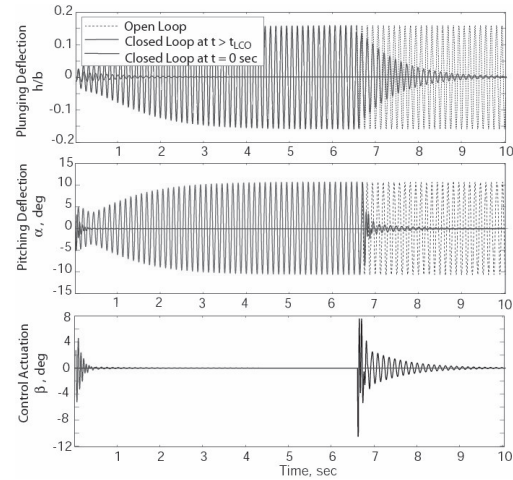 Open Loop
Closed Loop at t > tLCO
Closed Loop at t = 0 sec
Plunging Deflection
h/b
0.2
0.1
0
-0.1
-0.2
1 2 3 4 5 6 7 8 9 10
Pitching Deflection
α, deg
15
10
5
0
-5
-10
-15
1 2 3 4 5 6 7 8 9 10
Control Actuation
β, deg
8
4
0
-4
-8
-12
1 2 3 4 5 6 7 8 9 10
Time, sec